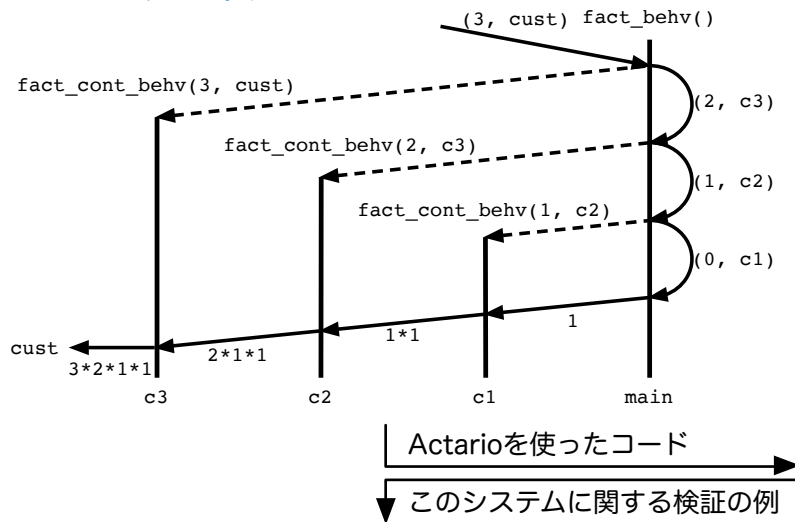 (3, cust) fact_behv()
fact_cont_behv(3, cust)
(2, c3)
fact_cont_behv(2, c3)
(1, c2)
fact_cont_behv(1, c2)
(0, c1)
1
1*1
2*1*1
cust
3*2*1*1
c3 c2 c1 main
Actarioを使ったコード
このシステムに関する検証の例